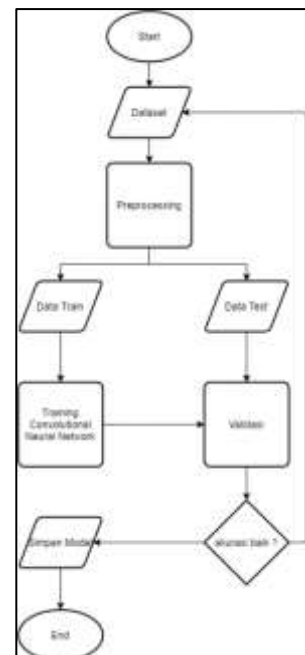 Start
Dataset
Preprocessing
Data Train
Data Test
Training
Convolutional
Neural Network
Validasi
Simpan Model
akurasi baik ?
End